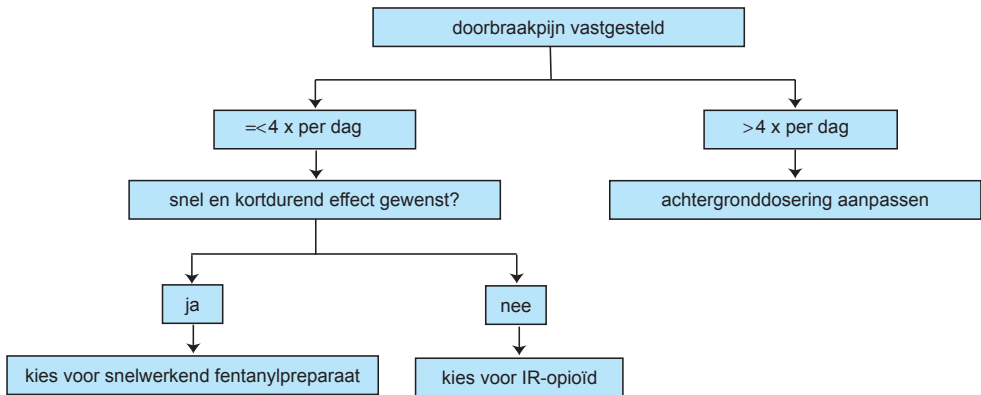 doorbraakpijn vastgesteld
=<4 x per dag
>4 x per dag
snel en kortdurend effect gewenst?
achtergronddosering aanpassen
ja
nee
kies voor snelwerkend fentanylpreparaat
kies voor IR-opioïd